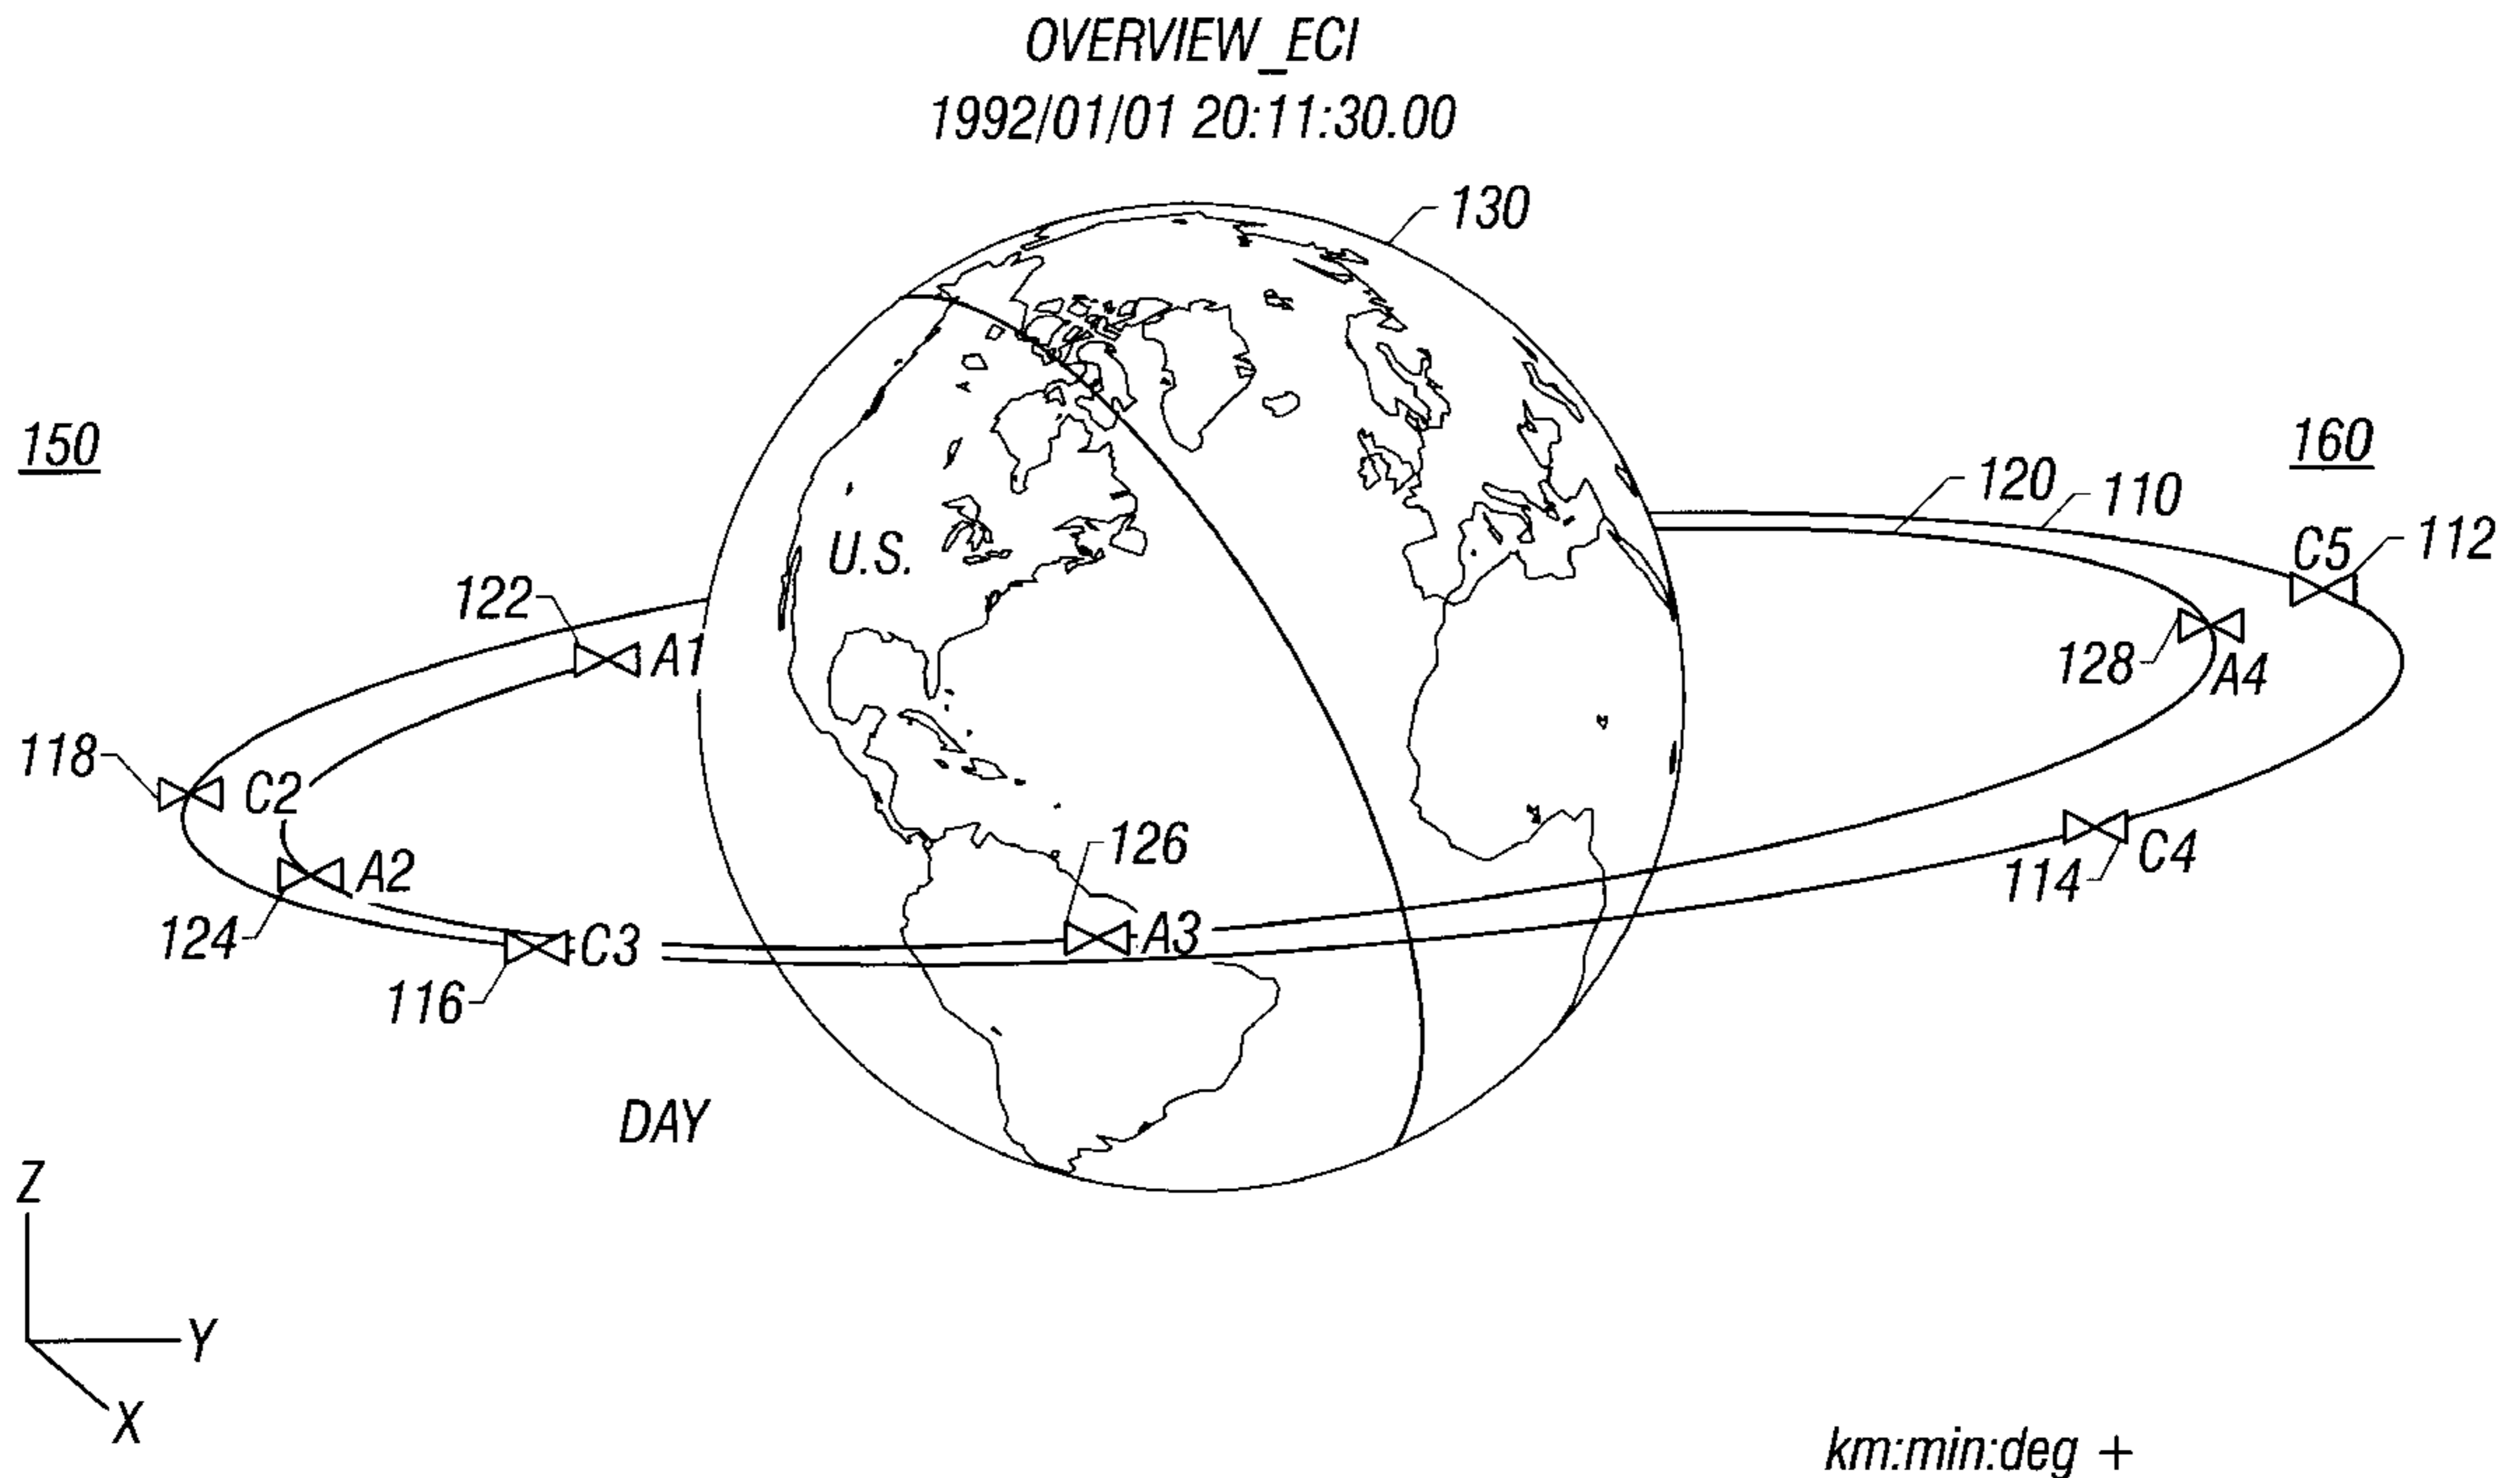 OVERVIEW_ECI
1992/01/01 20:11:30.00
130
150
160
120
110
C5
112
U.S.
122
A1
128
A4
118
C2
126
A2
114
C4
124
A3
C3
116
DAY
Z
Y
X
km:min:deg +